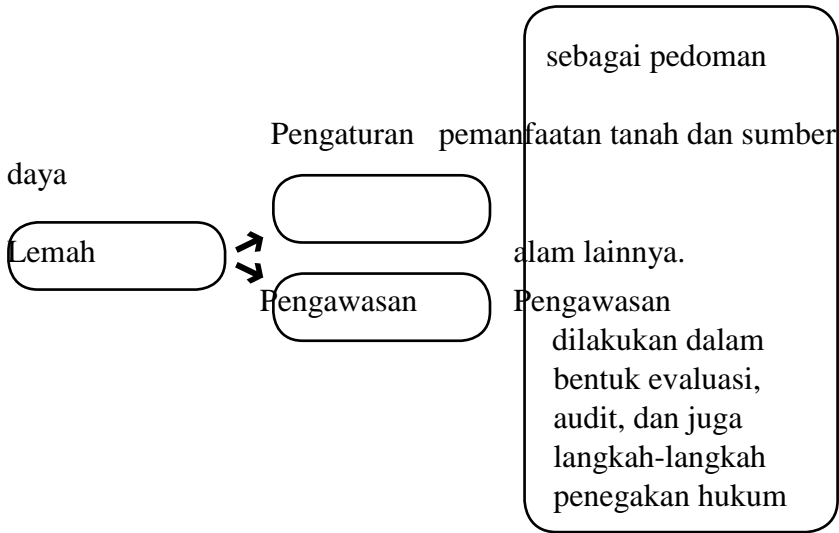 sebagai pedoman
Pengaturan pemanfaatan tanah dan sumber
daya
Lemah alam lainnya.
Pengawasan Pengawasan
dilakukan dalam
bentuk evaluasi,
audit, dan juga
langkah-langkah
penegakan hukum